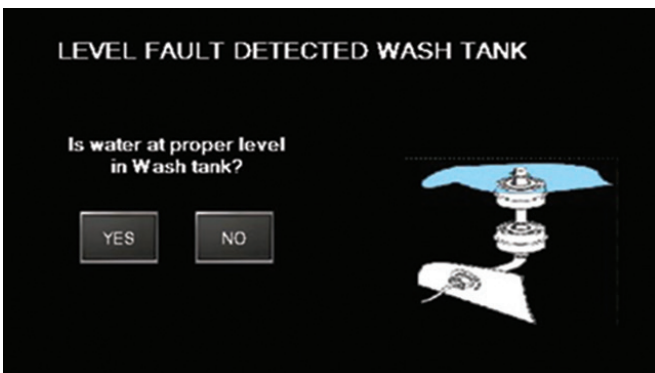 LEVEL FAULT DETECTED WASH TANK
Is water at proper level
in Wash tank?
YES
NO